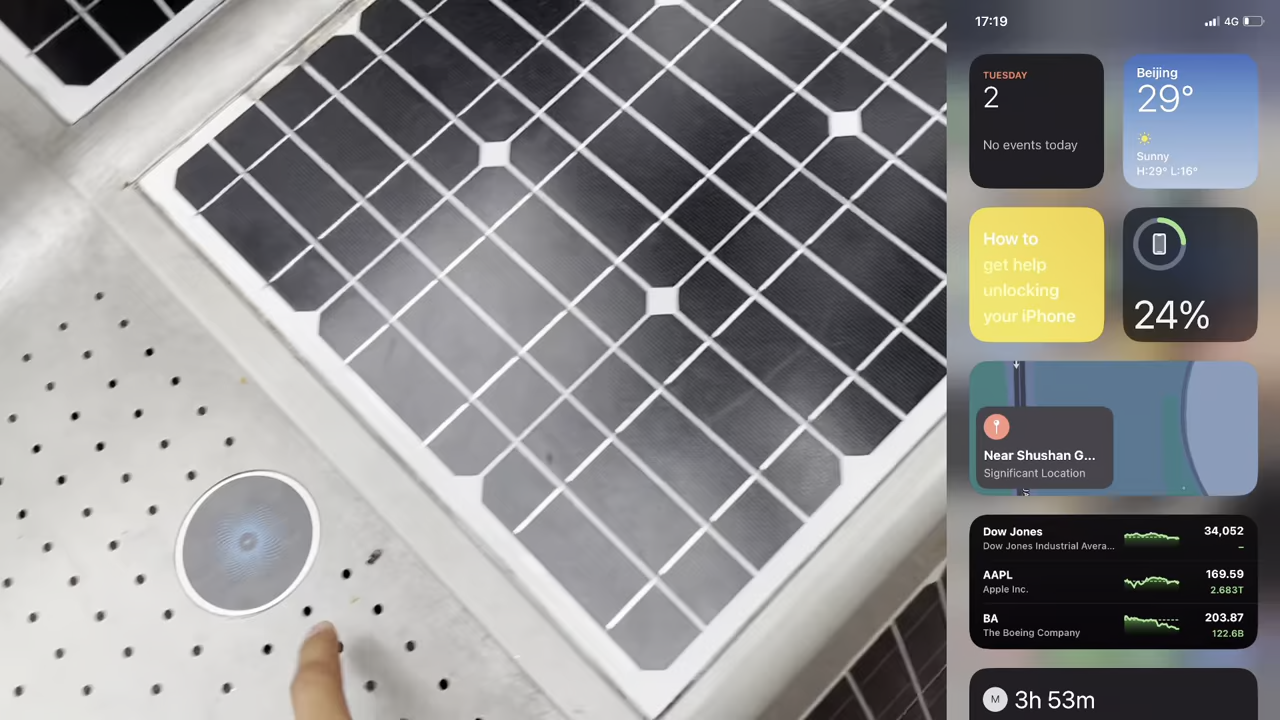 17:19
4G
TUESDAY
2
No events today
Beijing
29°
Sunny
H:29° L:16°
How to
get help
unlocking
your iPhone
24%
Near Shushan G...
Significant Location
Dow Jones
34,052
Dow Jones Industrial Avera...
–
AAPL
169.59
Apple Inc.
2.683T
BA
203.87
The Boeing Company
122.6B
M
3h 53m